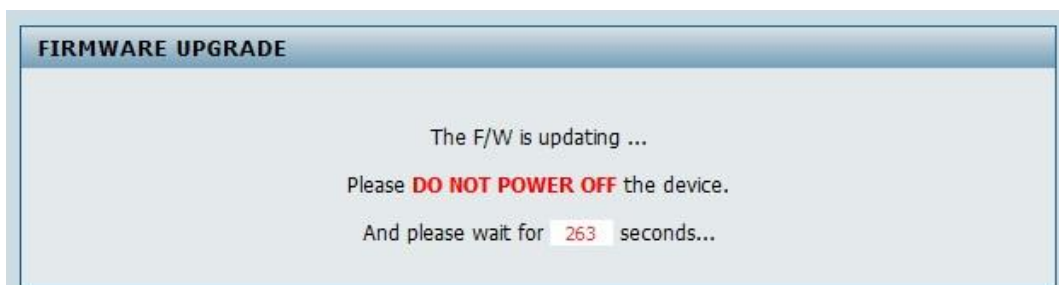 FIRMWARE UPGRADE
The F/W is updating ...
Please DO NOT POWER OFF the device.
And please wait for 263 seconds...